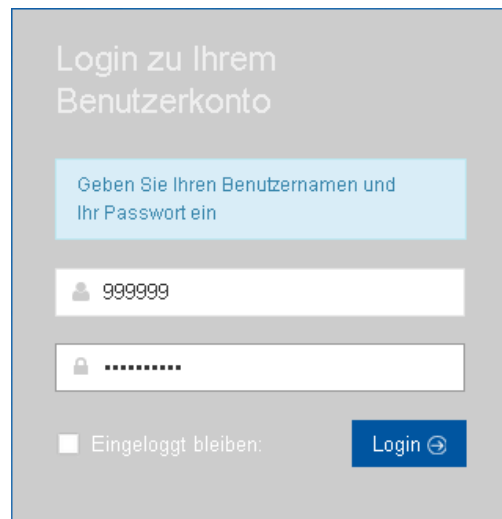 Login zu Ihrem
Benutzerkonto
Geben Sie Ihren Benutzernamen und
Ihr Passwort ein
999999
••••••••••
Eingeloggt bleiben:
Login